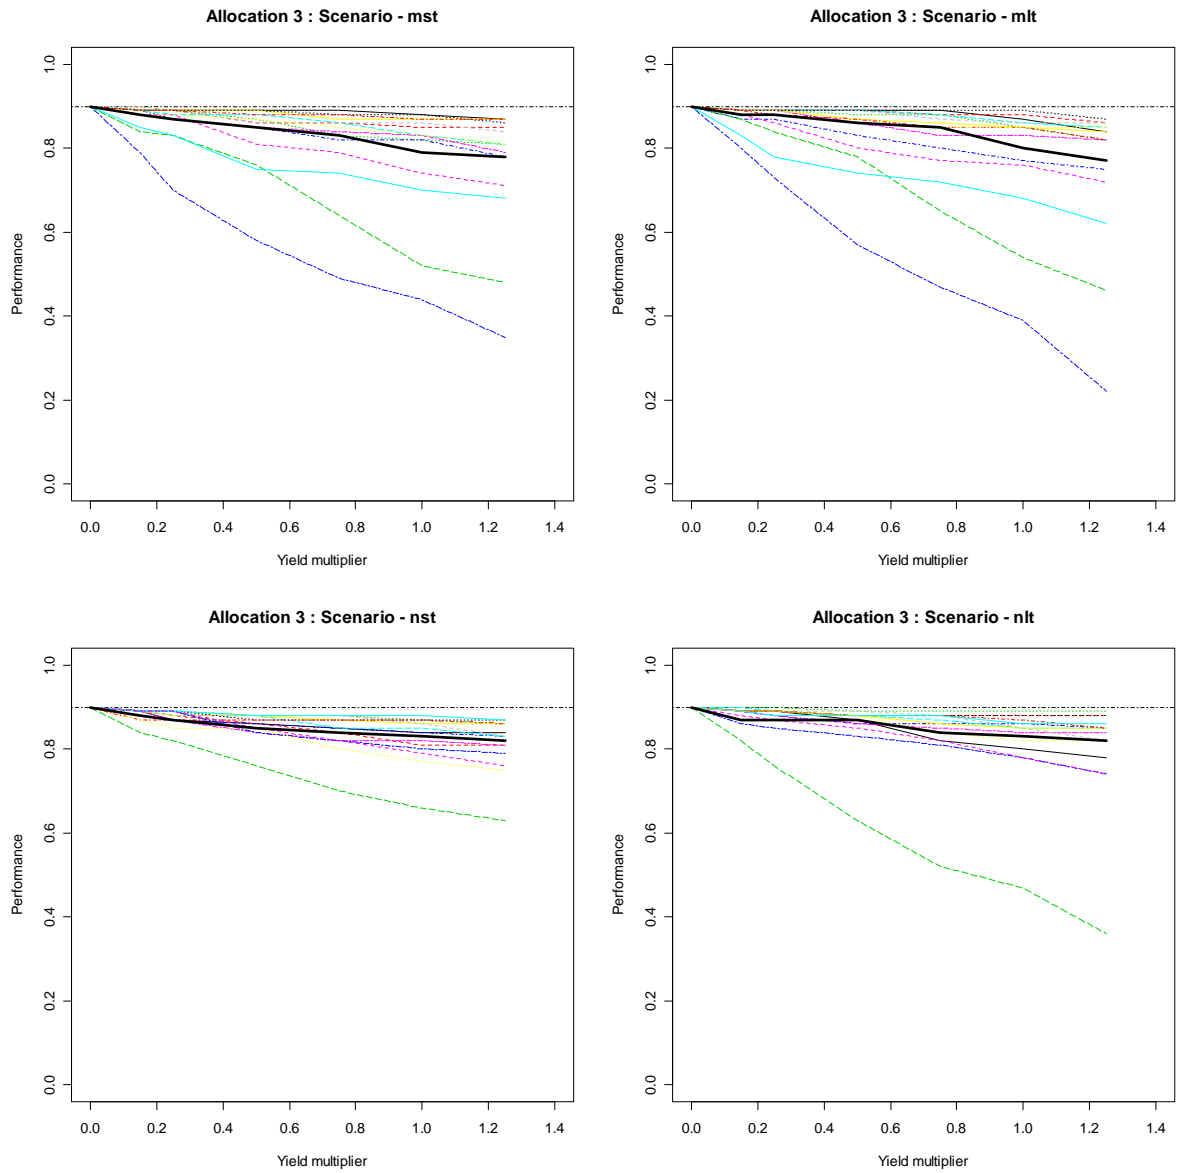 Allocation 3 : Scenario - mst
Performance
1.0
0.8
0.6
0.4
0.2
0.0
0.0 0.2 0.4 0.6 0.8 1.0 1.2 1.4
Yield multiplier
Allocation 3 : Scenario - mlt
Performance
1.0
0.8
0.6
0.4
0.2
0.0
0.0 0.2 0.4 0.6 0.8 1.0 1.2 1.4
Yield multiplier
Allocation 3 : Scenario - nst
Performance
1.0
0.8
0.6
0.4
0.2
0.0
0.0 0.2 0.4 0.6 0.8 1.0 1.2 1.4
Yield multiplier
Allocation 3 : Scenario - nlt
Performance
1.0
0.8
0.6
0.4
0.2
0.0
0.0 0.2 0.4 0.6 0.8 1.0 1.2 1.4
Yield multiplier